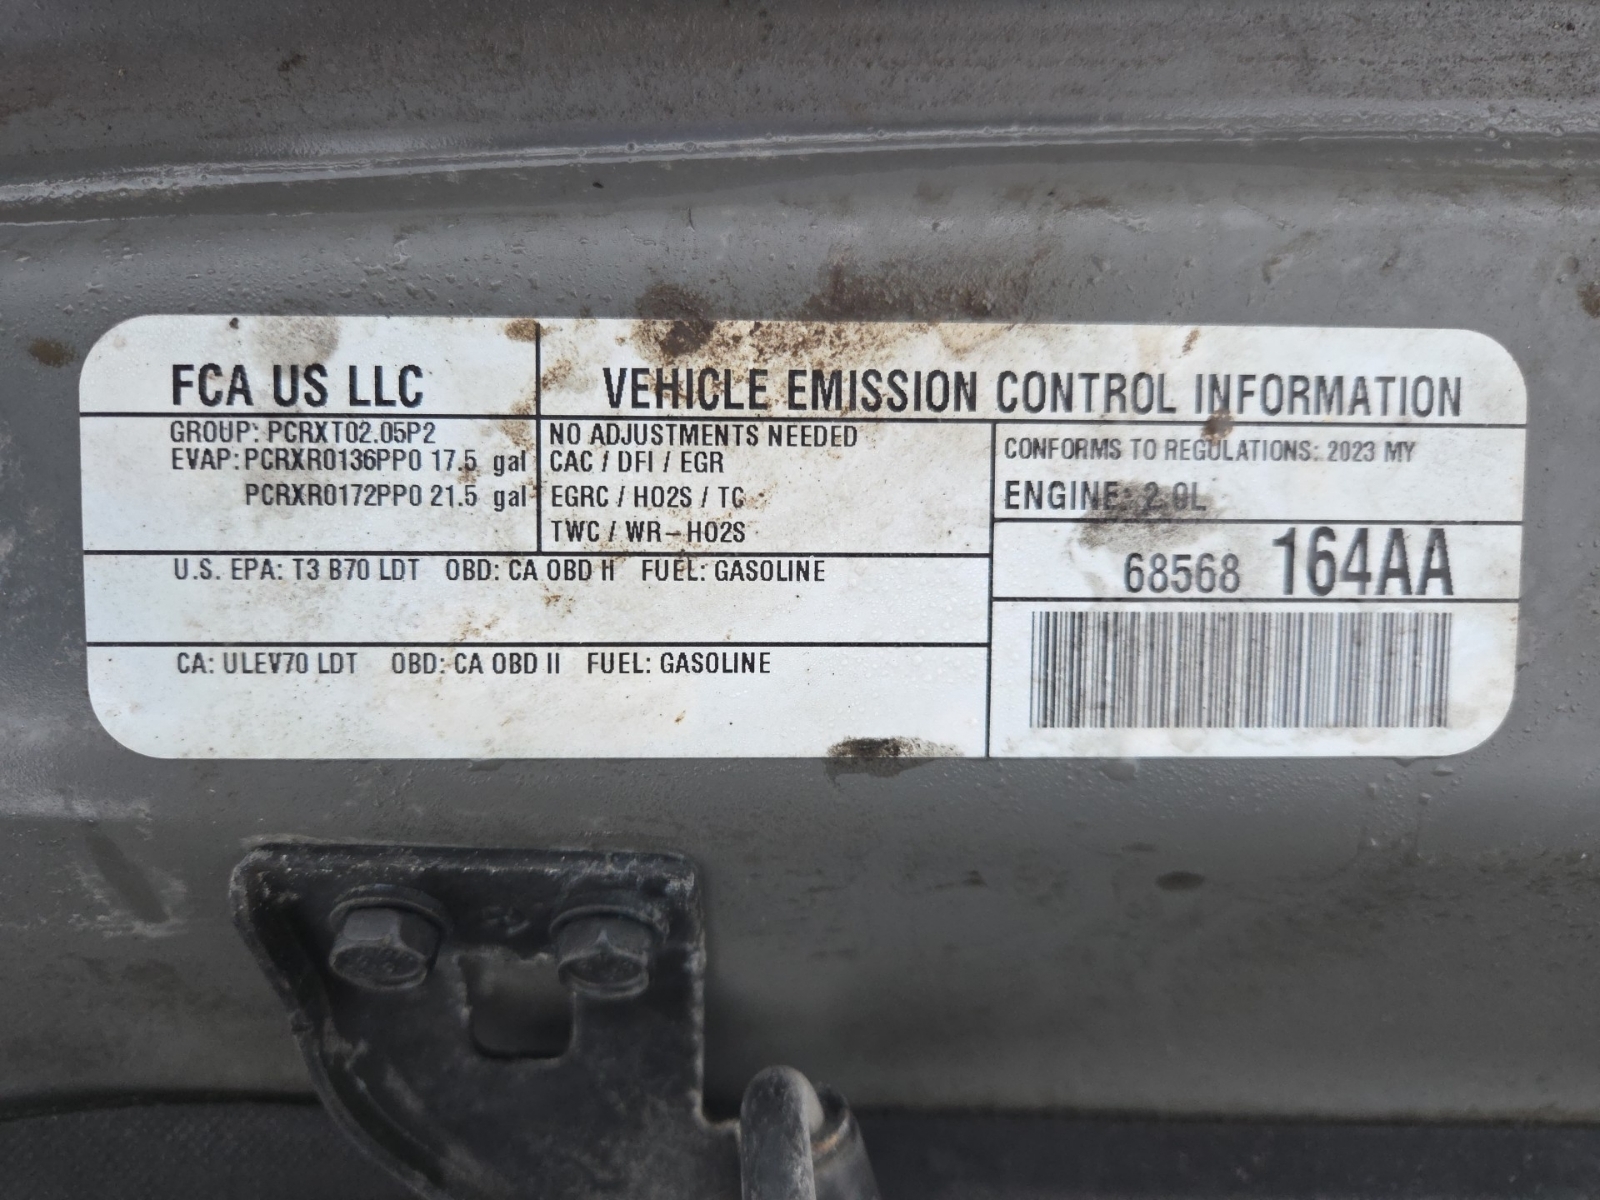 FCA US LLC
VEHICLE EMISSION CONTROL INFORMATION
GROUP: PCRXT02.05P2
EVAP: PCRXR0136PP0 17.5 gal
PCRXR0172PP0 21.5 gal
NO ADJUSTMENTS NEEDED
CAC / DFI / EGR
EGRC / HO2S / TC
TWC / WR-HO2S
CONFORMS TO REGULATIONS: 2023 MY
ENGINE: 2.0L
68568 164AA
U.S. EPA: T3 B70 LDT OBD: CA OBD II FUEL: GASOLINE
CA: ULEV70 LDT OBD: CA OBD II FUEL: GASOLINE